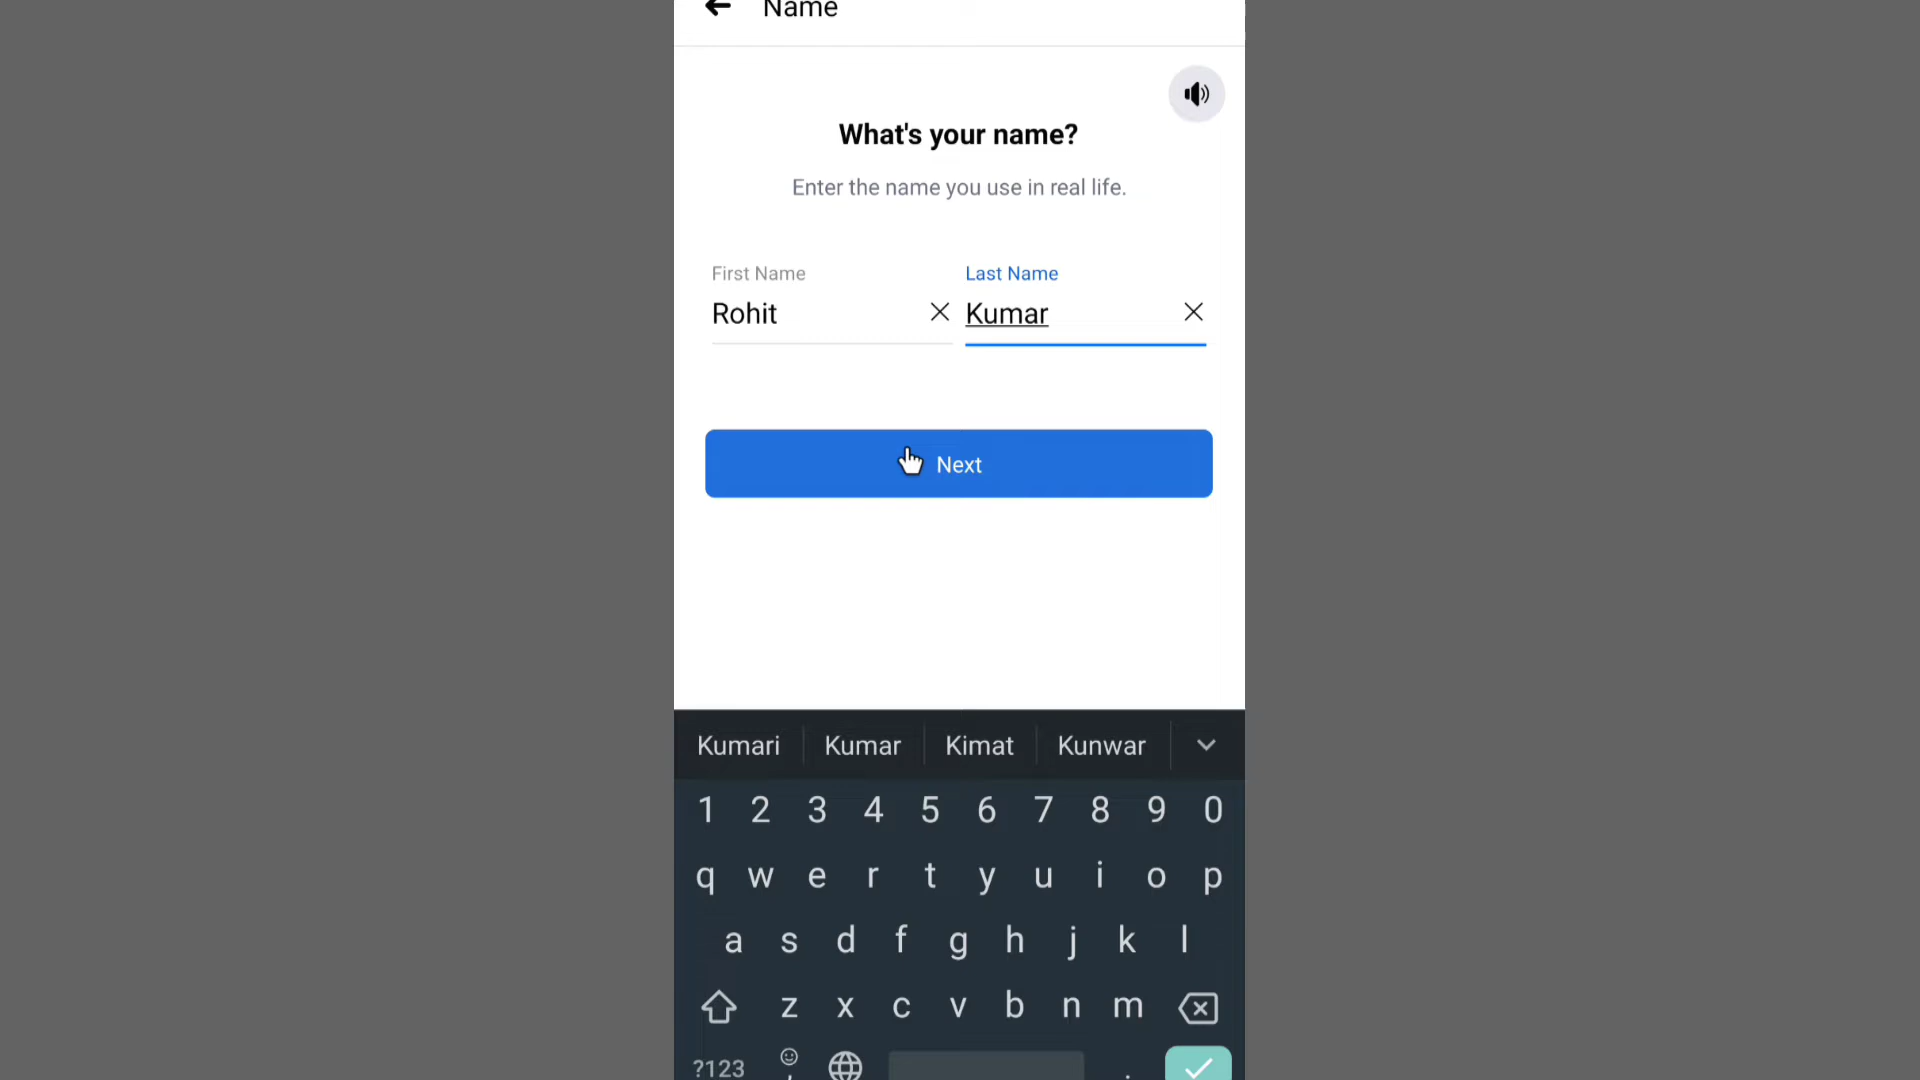 Name
What's your name?
Enter the name you use in real life.
First Name Last Name
Rohit Kumar
Next
Kumari Kumar Kimat Kunwar
1 2 3 4 5 6 7 8 9 0
q w e r t y u i o p
a s d f g h j k l
z x c v b n m
?123 , .